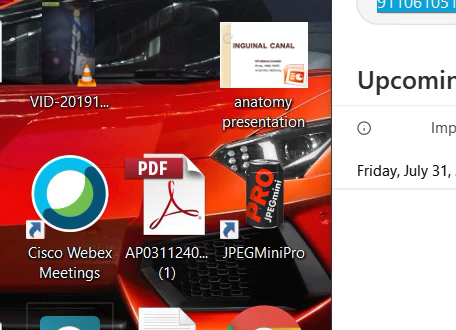 911061051
INGUINAL CANAL
VID-20191...
anatomy
presentation
Upcomin
Imp
Friday, July 31,
PDF
PRO
JPEGmini
Cisco Webex
Meetings
AP0311240...
(1)
JPEGMiniPro